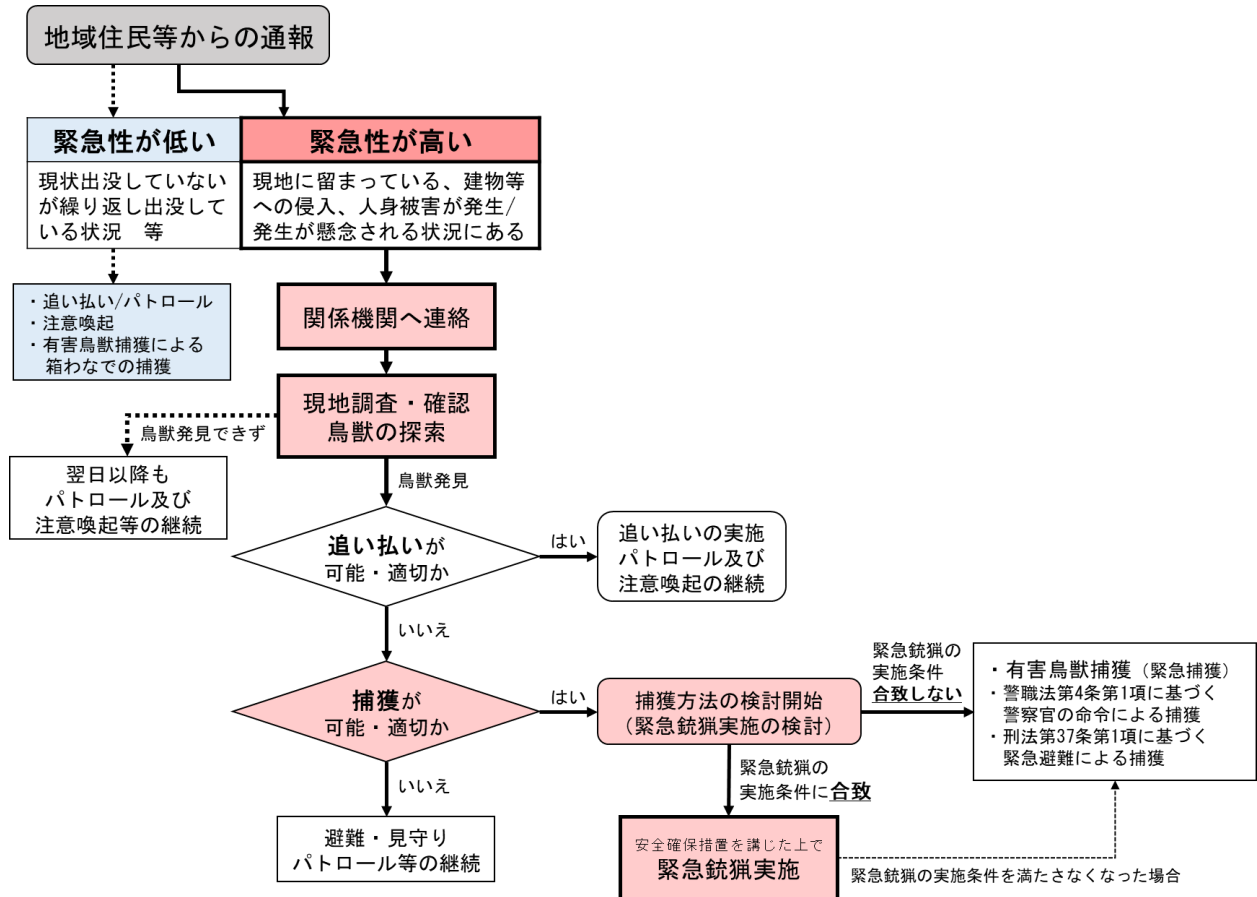 地域住民等からの通報
緊急性が低い
現状出没していない
が繰り返し出没して
いる状況　等
緊急性が高い
現地に留まっている、建物等
への侵入、人身被害が発生/
発生が懸念される状況にある
・追い払い/パトロール
・注意喚起
・有害鳥獣捕獲による
箱わなでの捕獲
関係機関へ連絡
現地調査・確認
鳥獣の探索
鳥獣発見できず
翌日以降も
パトロール及び
注意喚起等の継続
鳥獣発見
追い払いが
可能・適切か
はい
追い払いの実施
パトロール及び
注意喚起の継続
いいえ
捕獲が
可能・適切か
はい
捕獲方法の検討開始
（緊急銃猟実施の検討）
緊急銃猟の
実施条件
合致しない
・有害鳥獣捕獲（緊急捕獲）
・警職法第4条第1項に基づく
警察官の命令による捕獲
・刑法第37条第1項に基づく
緊急避難による捕獲
いいえ
避難・見守り
パトロール等の継続
緊急銃猟の
実施条件に合致
安全確保措置を講じた上で
緊急銃猟実施
緊急銃猟の実施条件を満たさなくなった場合